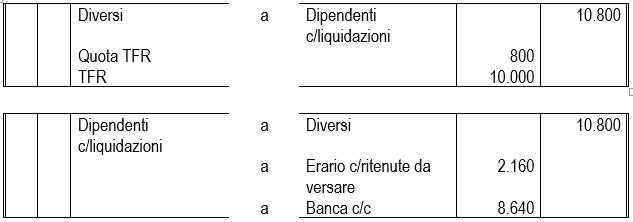 Diversi a Dipendenti 10.800
c/liquidazioni
Quota TFR 800
TFR 10.000
Dipendenti a Diversi 10.800
c/liquidazioni
a Erario c/ritenute da 2.160
versare
a Banca c/c 8.640